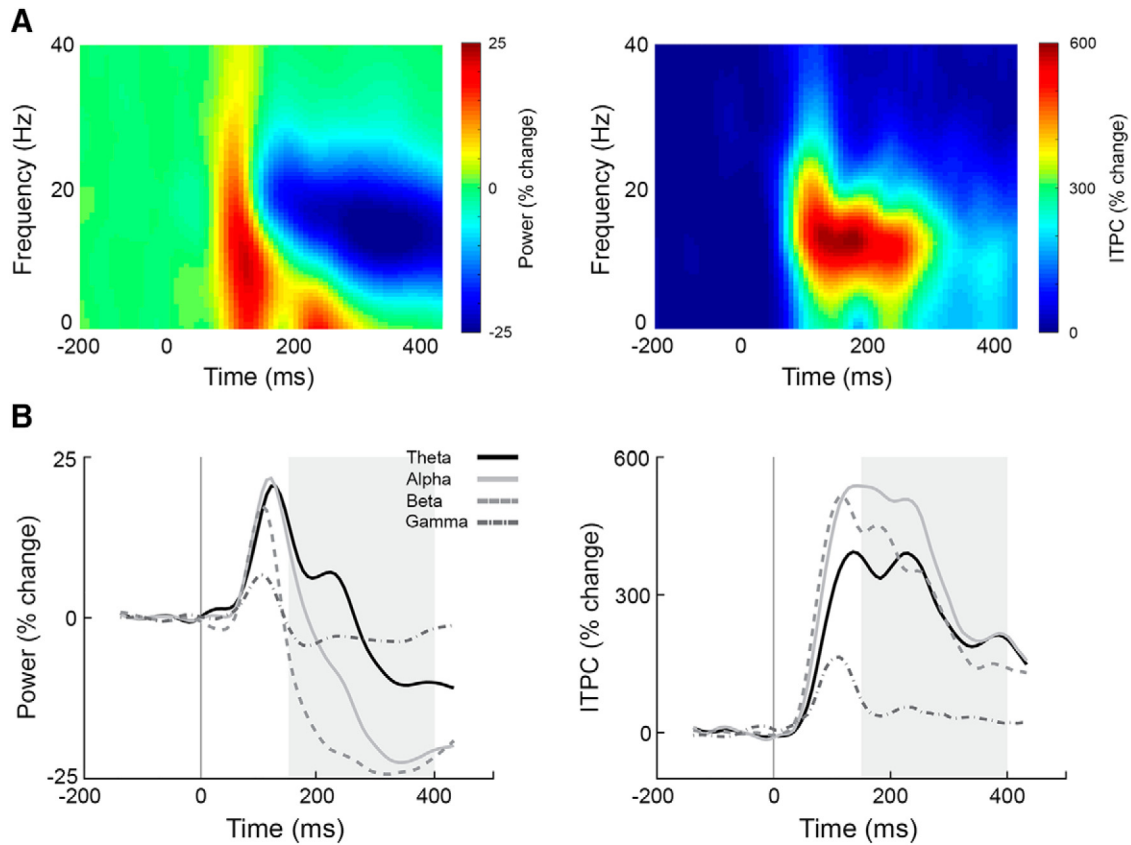 A
40
20
0
Frequency (Hz)
-200 0 200 400
Time (ms)
25
0
-25
Power (% change)
40
20
0
Frequency (Hz)
-200 0 200 400
Time (ms)
600
300
0
ITPC (% change)
B
25
0
-25
Power (% change)
Theta
Alpha
Beta
Gamma
-200 0 200 400
Time (ms)
600
300
0
ITPC (% change)
-200 0 200 400
Time (ms)